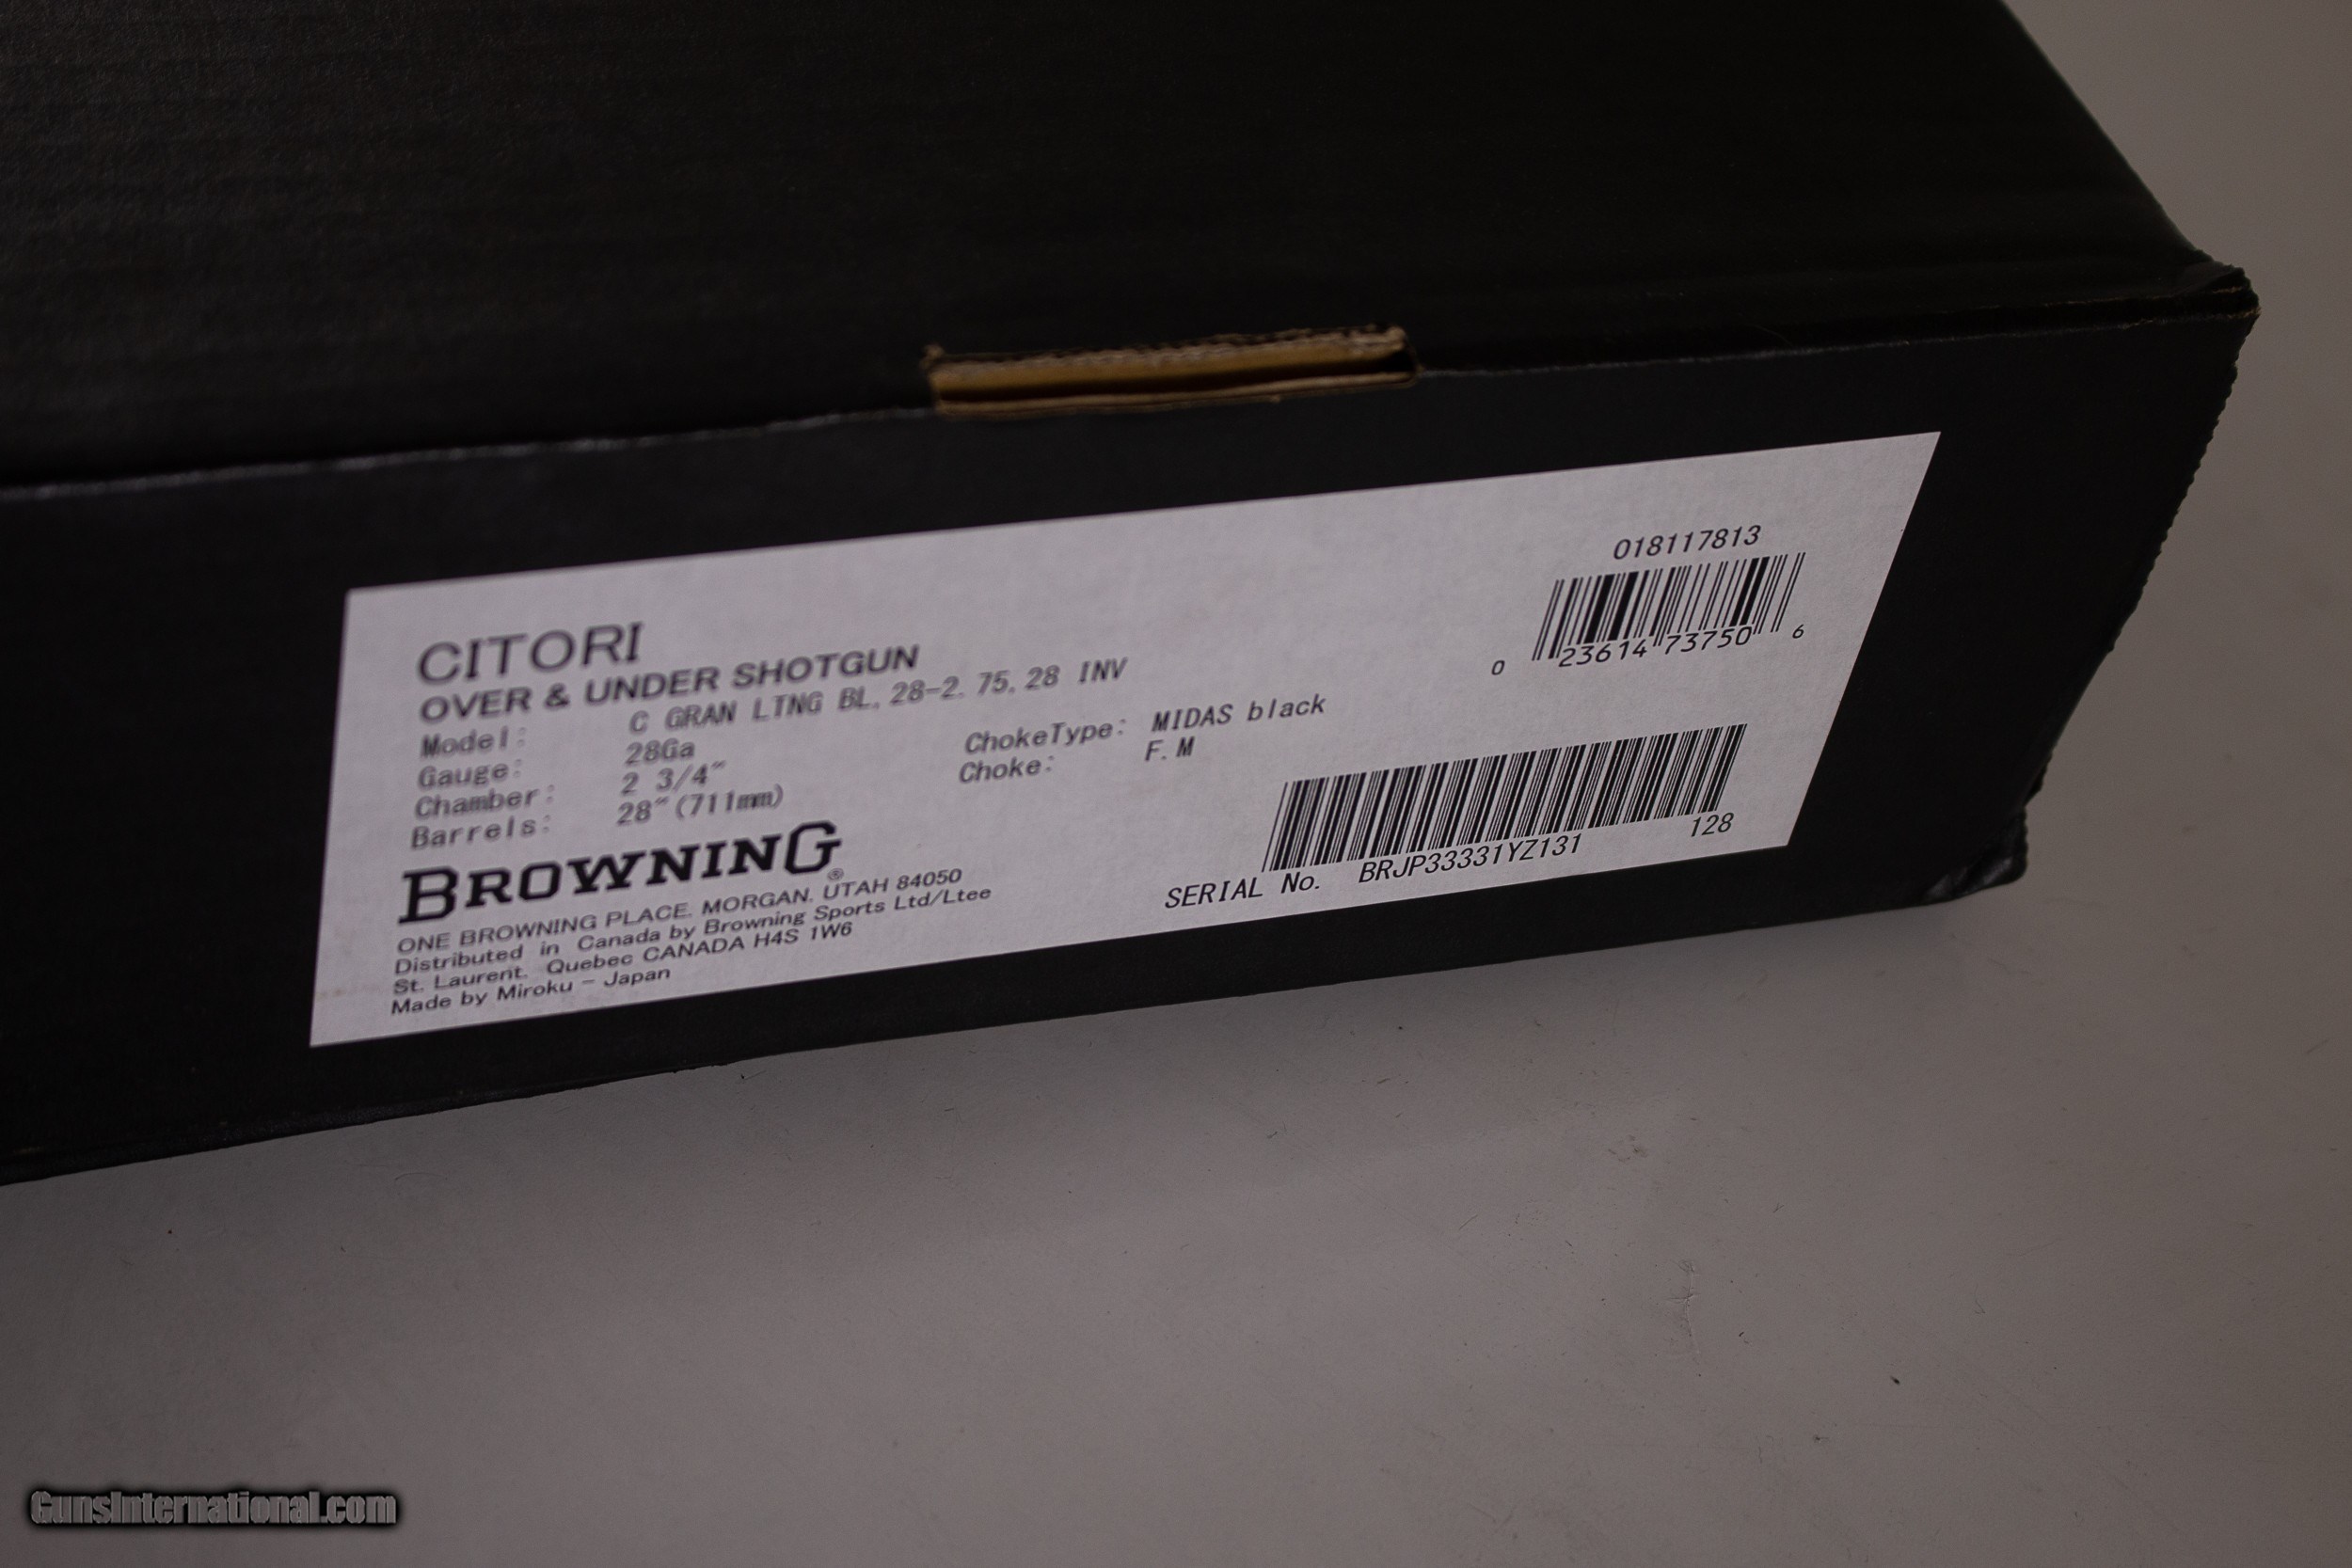 CITORI
OVER & UNDER SHOTGUN
Model: C GRAN LTNG BL, 28-2. 75, 28 INV
Gauge: 28Ga
Chamber: 2 3/4"
Barrels: 28"(711mm)
ChokeType: MIDAS black
Choke: F. M
018117813
0 23614 73750 6
BROWNING®
ONE BROWNING PLACE, MORGAN, UTAH 84050
Distributed in Canada by Browning Sports Ltd/Ltee
St. Laurent, Quebec CANADA H4S 1W6
Made by Miroku - Japan
128
SERIAL No. BRJP33331YZ131
GunsInternational.com